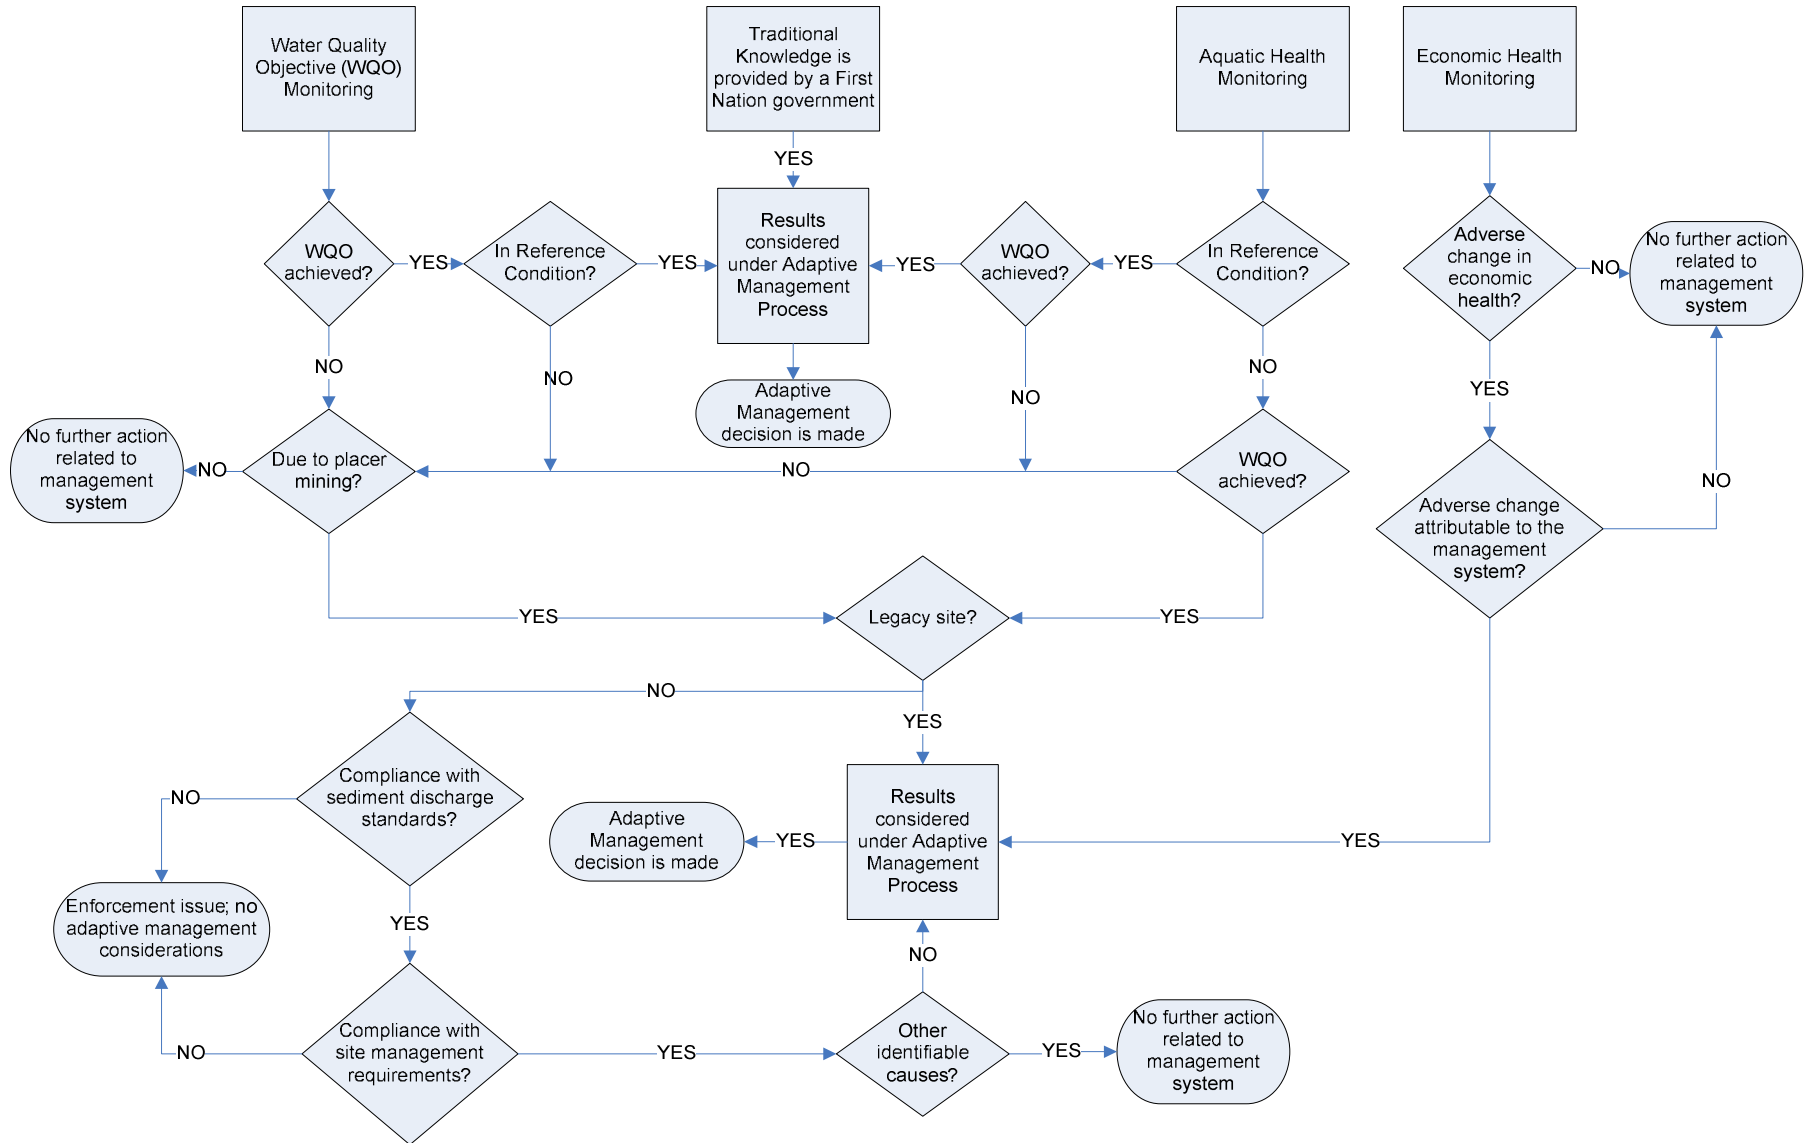 Water Quality
Objective (WQO)
Monitoring
Traditional
Knowledge is
provided by a First
Nation government
Aquatic Health
Monitoring
Economic Health
Monitoring
YES
WQO
achieved?
YES
In Reference
Condition?
YES
Results
considered
under Adaptive
Management
Process
YES
WQO
achieved?
YES
In Reference
Condition?
Adverse
change in
economic
health?
NO
No further action
related to
management
system
NO
NO
Adaptive
Management
decision is made
NO
NO
YES
No further action
related to
management
system
NO
Due to placer
mining?
NO
WQO
achieved?
Adverse change
attributable to the
management
system?
NO
YES
Legacy site?
YES
NO
YES
Compliance with
sediment discharge
standards?
NO
Adaptive
Management
decision is made
YES
Results
considered
under Adaptive
Management
Process
YES
Enforcement issue; no
adaptive management
considerations
YES
NO
NO
Compliance with
site management
requirements?
YES
Other
identifiable
causes?
YES
No further action
related to
management
system